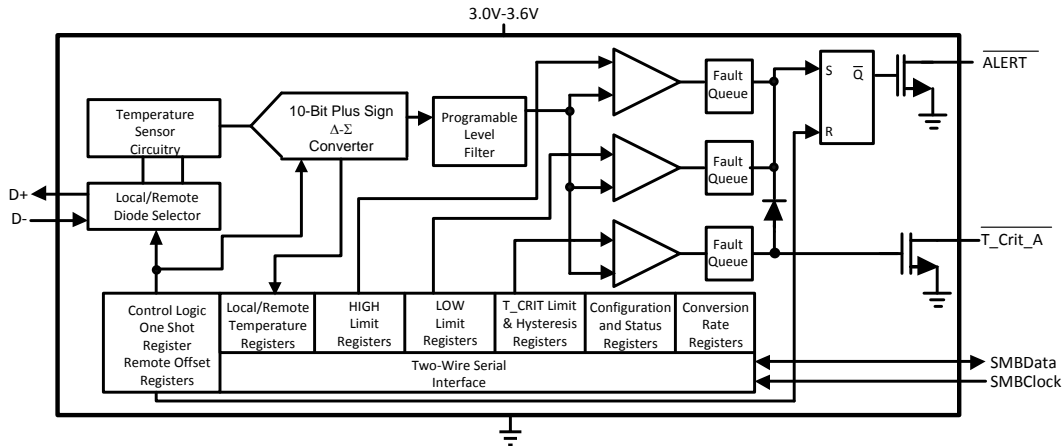 3.0V-3.6V
Temperature
Sensor
Circuitry
10-Bit Plus Sign
Δ-Σ
Converter
Programable
Level
Filter
Fault
Queue
Fault
Queue
Fault
Queue
S
Q
R
ALERT
T_Crit_A
D+
D-
Local/Remote
Diode Selector
Control Logic
One Shot
Register
Remote Offset
Registers
Local/Remote
Temperature
Registers
HIGH
Limit
Registers
LOW
Limit
Registers
T_CRIT Limit
& Hysteresis
Registers
Configuration
and Status
Registers
Conversion
Rate
Registers
Two-Wire Serial
Interface
SMBData
SMBClock